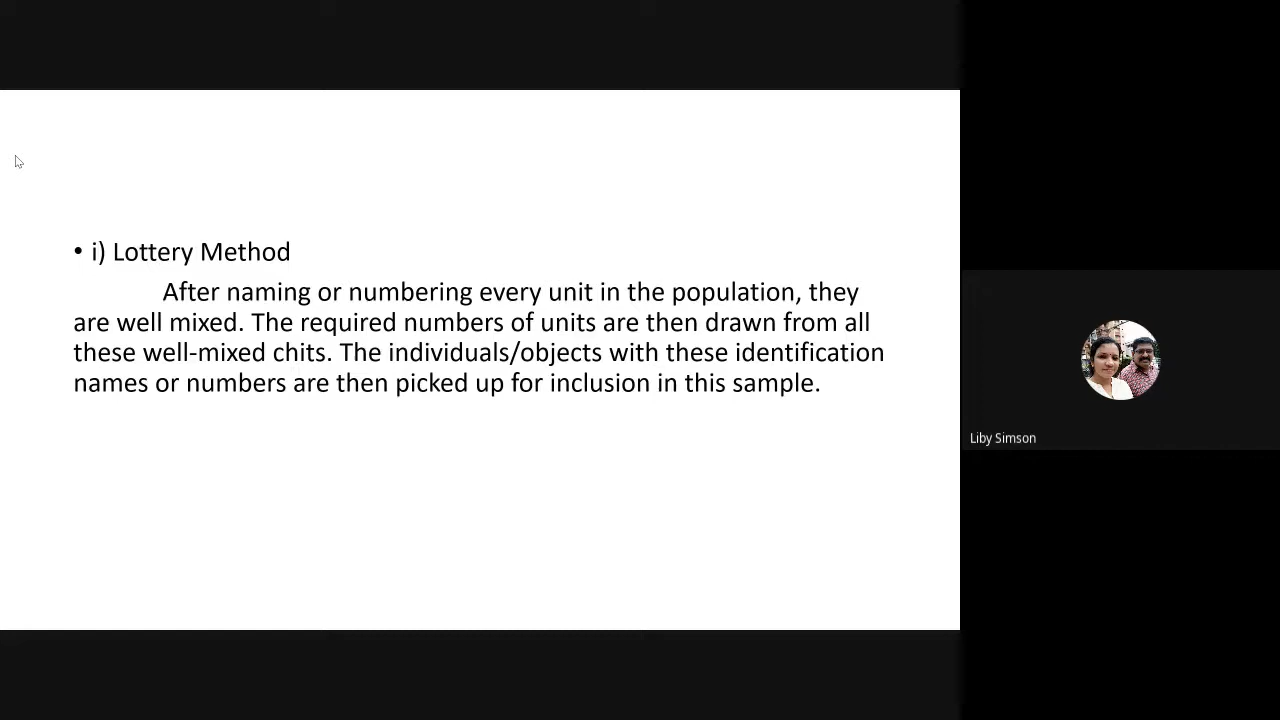 • i) Lottery Method
After naming or numbering every unit in the population, they
are well mixed. The required numbers of units are then drawn from all
these well-mixed chits. The individuals/objects with these identification
names or numbers are then picked up for inclusion in this sample.
Liby Simson